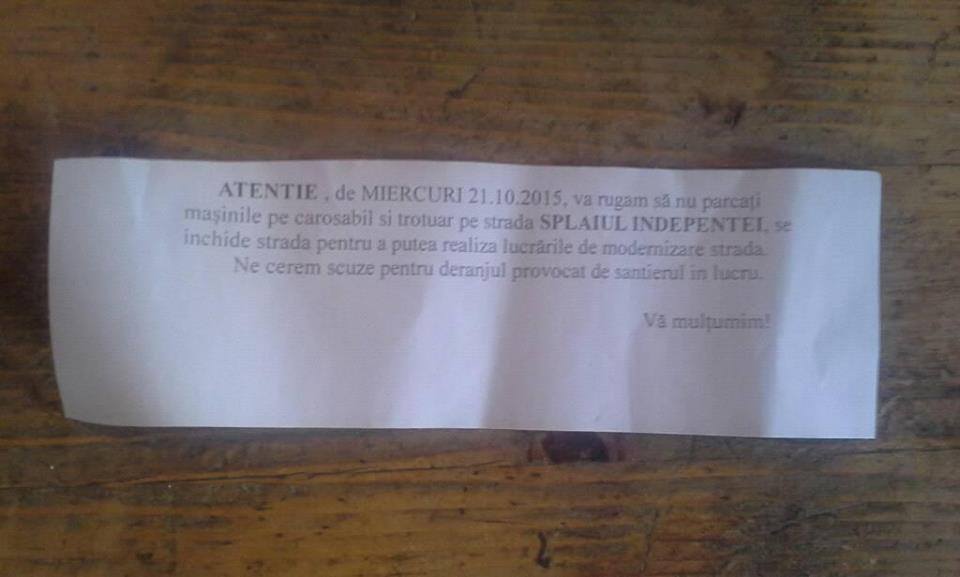 ATENTIE , de MIERCURI 21.10.2015, va rugam să nu parcați
mașinile pe carosabil si trotuar pe strada SPLAIUL INDEPENTEI, se
inchide strada pentru a putea realiza lucrările de modernizare strada.
Ne cerem scuze pentru deranjul provocat de santierul in lucru.
Vă mulțumim!